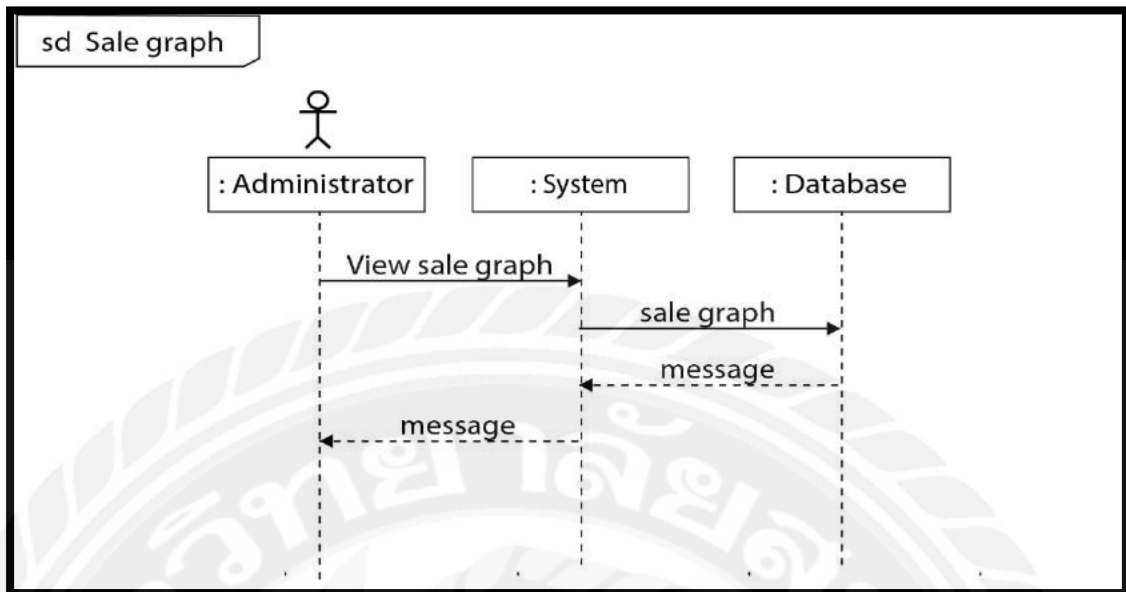 sd Sale graph
: Administrator
: System
: Database
View sale graph
sale graph
message
message